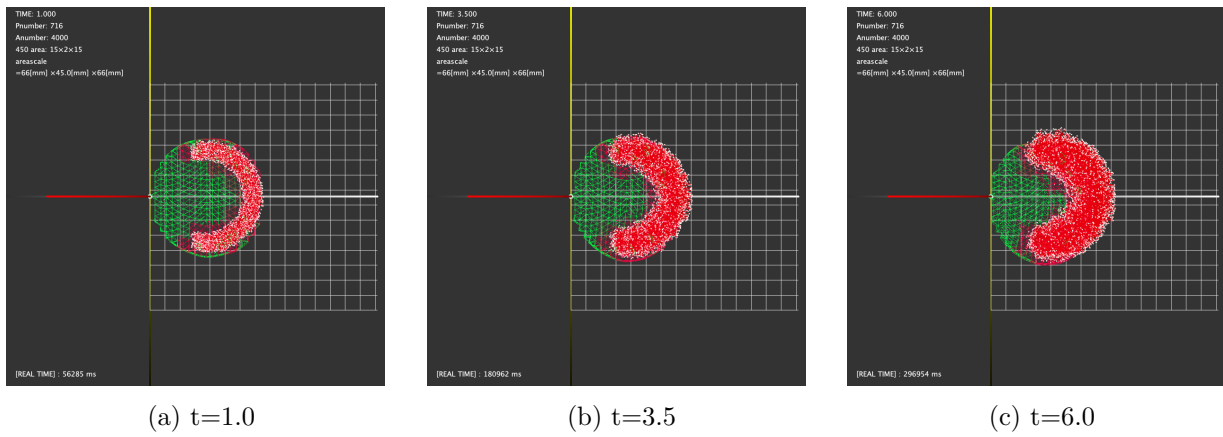 TIME: 1.000
Pnumber: 716
Anumber: 4000
450 area: 15×2×15
areascale
=66[mm] ×45.0[mm] ×66[mm]
[REAL TIME] : 56285 ms
(a) t=1.0
TIME: 3.500
Pnumber: 716
Anumber: 4000
450 area: 15×2×15
areascale
=66[mm] ×45.0[mm] ×66[mm]
[REAL TIME] : 180962 ms
(b) t=3.5
TIME: 6.000
Pnumber: 716
Anumber: 4000
450 area: 15×2×15
areascale
=66[mm] ×45.0[mm] ×66[mm]
[REAL TIME] : 296954 ms
(c) t=6.0